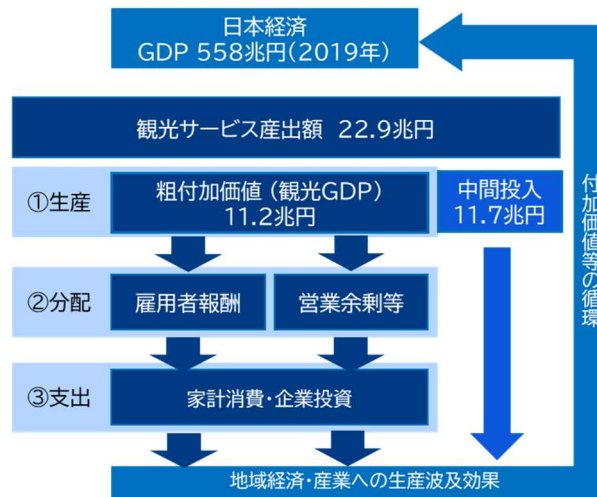 日本経済
GDP 558兆円(2019年)
観光サービス産出額 22.9兆円
①生産
粗付加価値(観光GDP)
11.2兆円
中間投入
11.7兆円
②分配
雇用者報酬
営業余剰等
③支出
家計消費・企業投資
地域経済・産業への生産波及効果
付加価値等の循環